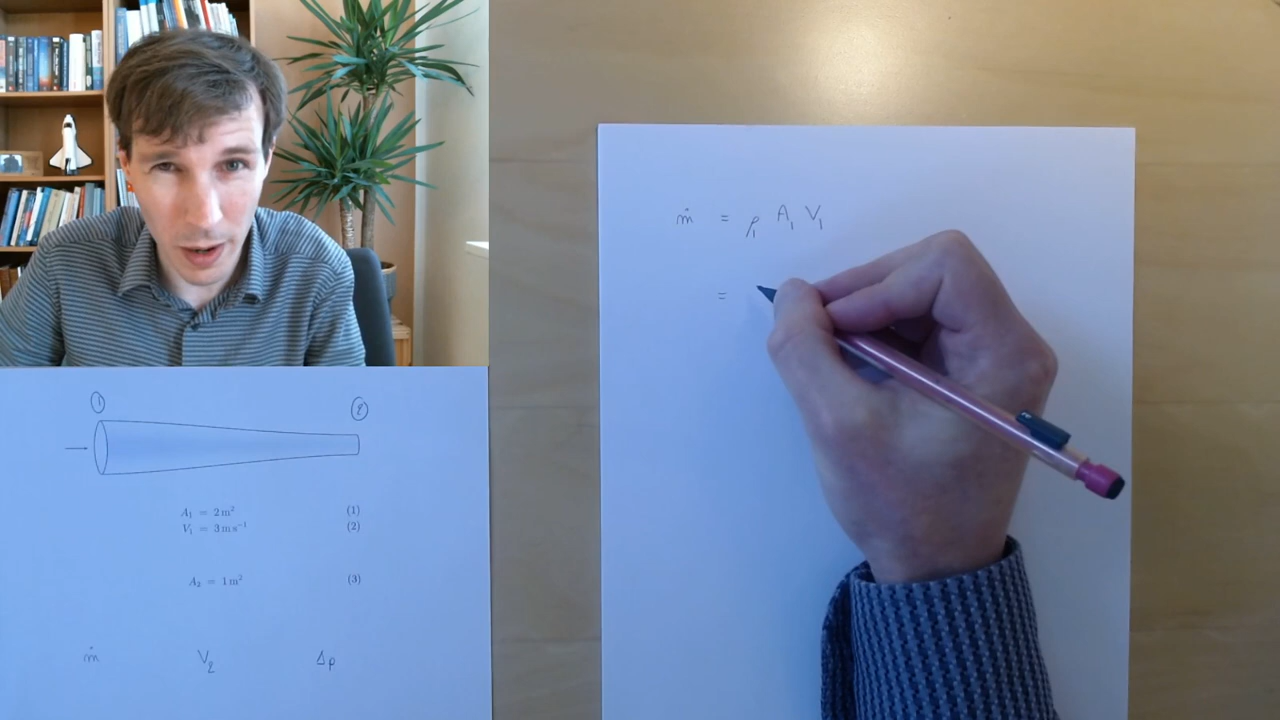 ① ②
A₁ = 2 m² (1)
V₁ = 3 m s⁻¹ (2)
A₂ = 1 m² (3)
ṁ V₂ Δp
ṁ = ρ₁ A₁ V₁
=